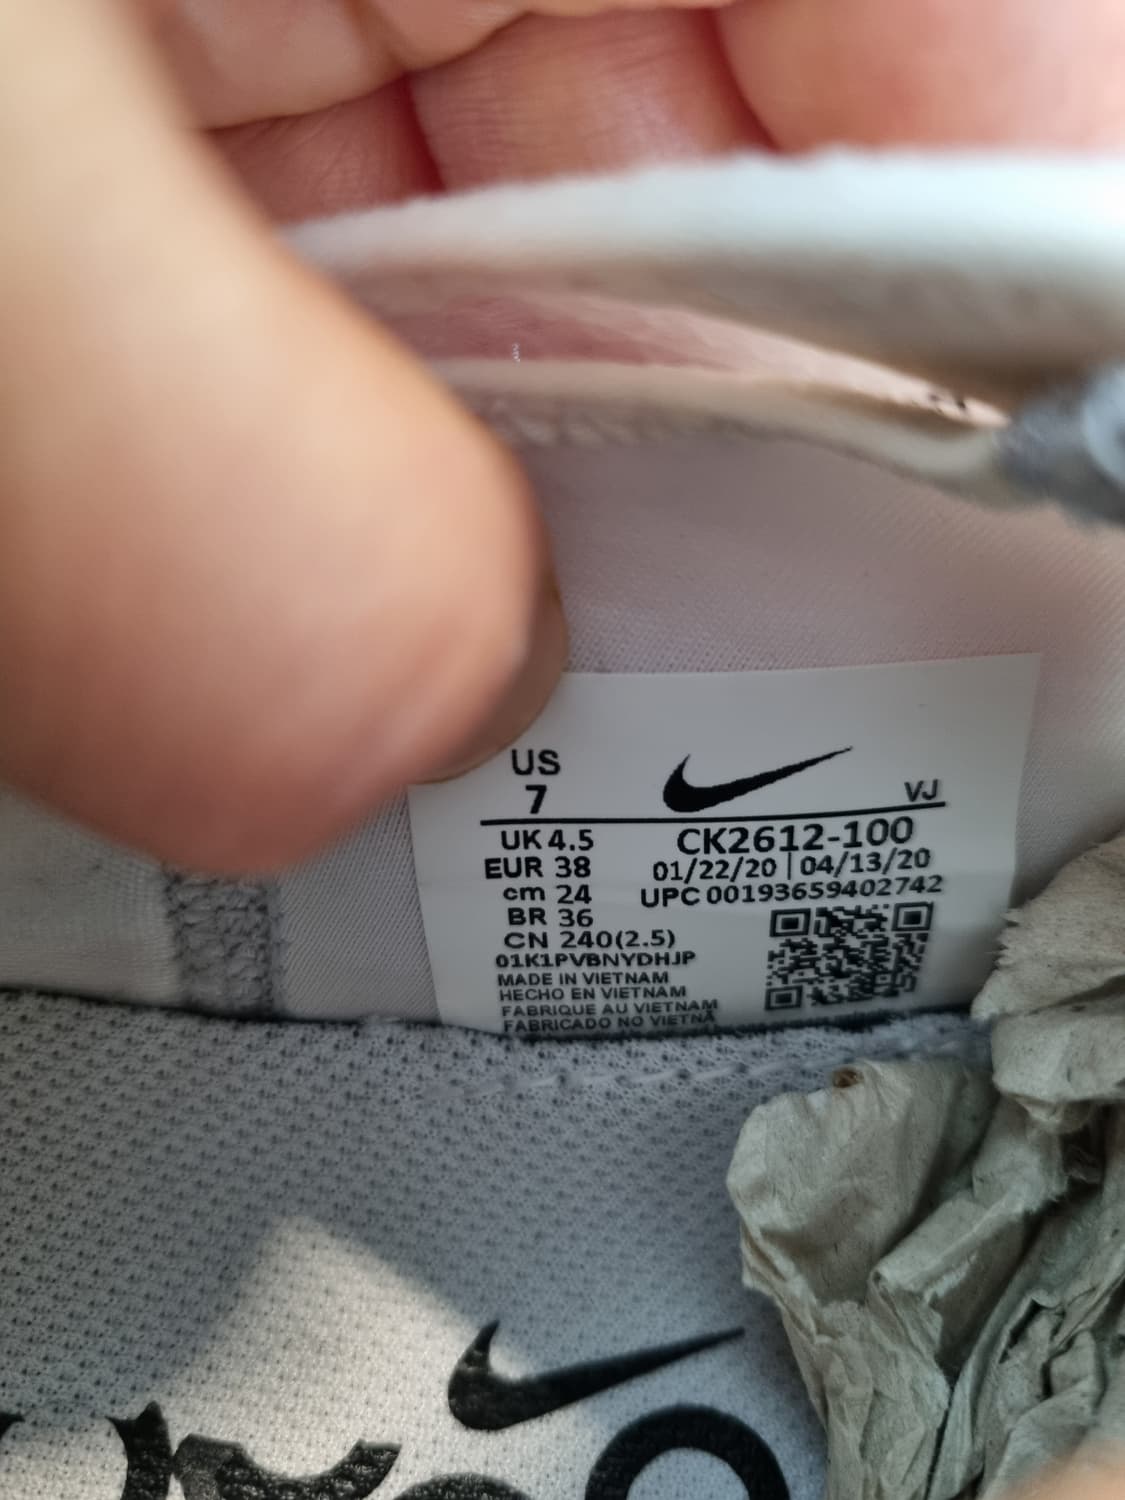 US
7
VJ
UK 4.5
CK2612-100
EUR 38
01/22/20 | 04/13/20
cm 24
UPC 00193659402742
BR 36
CN 240(2.5)
01K1PVBNYDHJP
MADE IN VIETNAM
HECHO EN VIETNAM
FABRIQUE AU VIETNAM
FABRICADO NO VIETNÃ